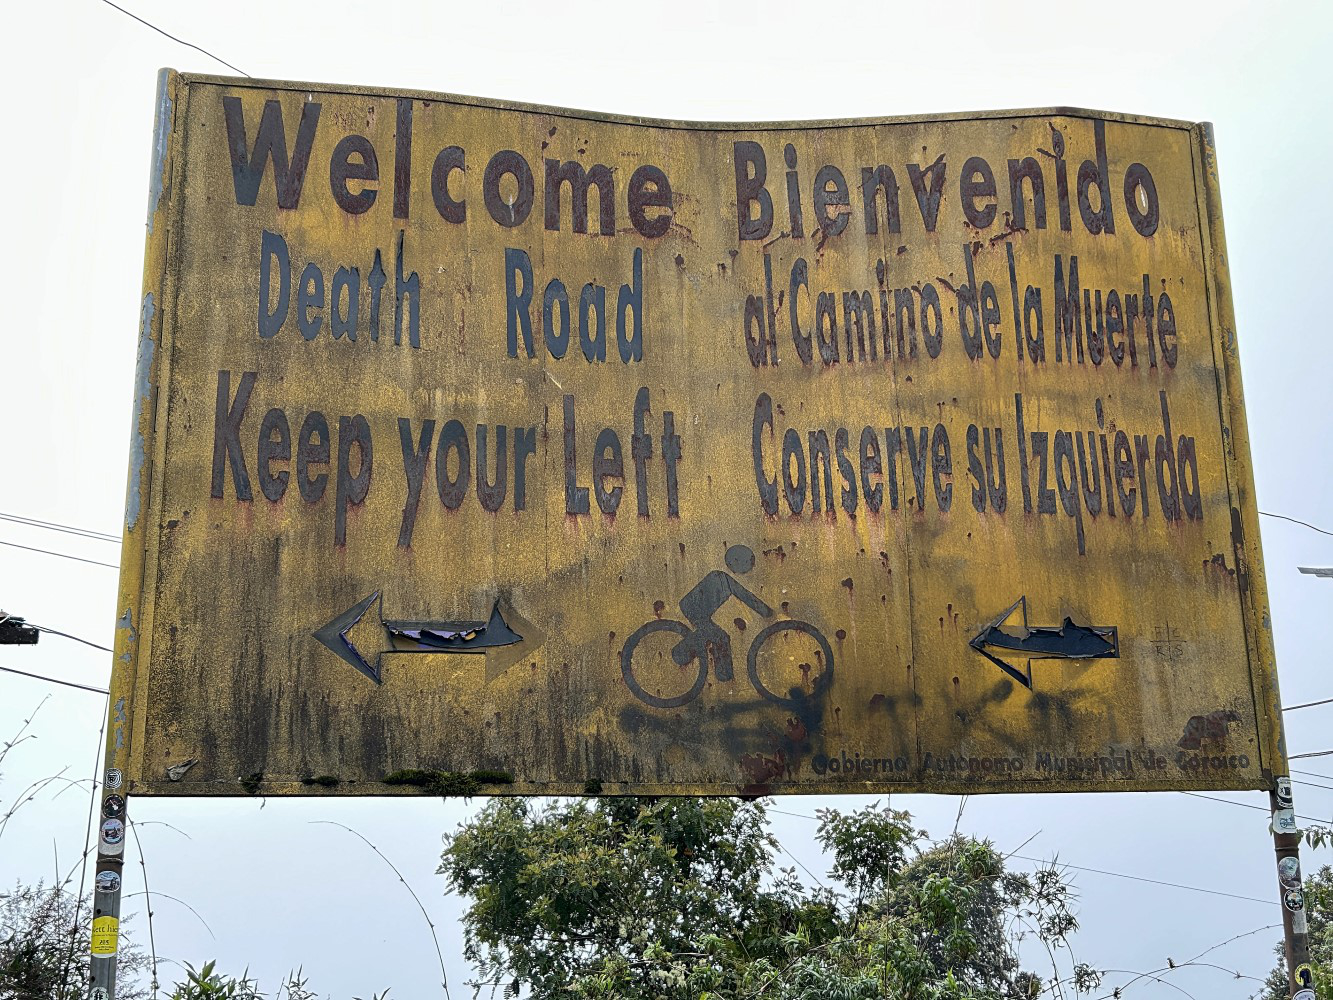 Welcome Bienvenido
Death Road al Camino de la Muerte
Keep your Left Conserve su Izquierda
Gobierno Autonomo Munisipal de Coroico